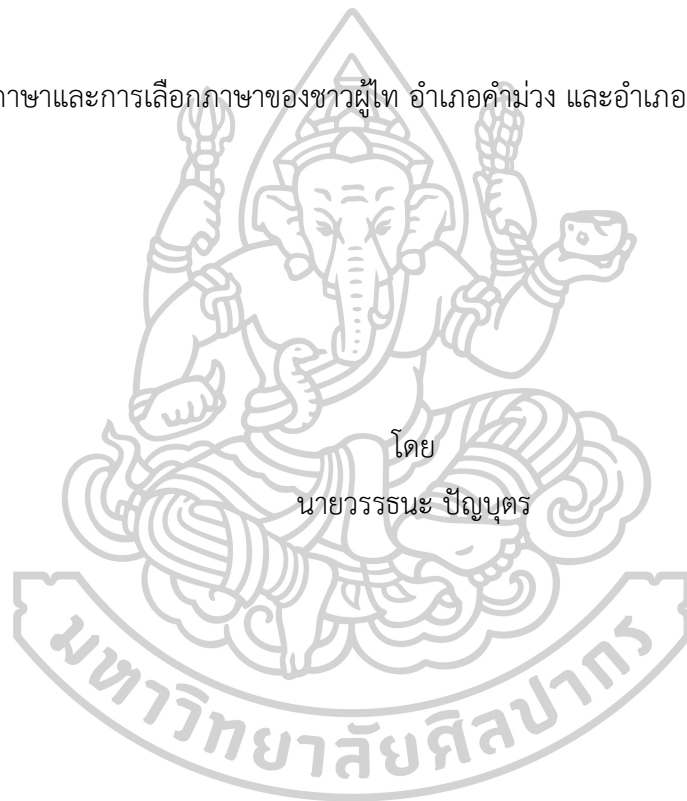 ภาษาและการเลือกภาษาของชาวผู้ไท อำเภอคำม่วง และอำเภอ
โดย
นายวรรธนะ ปัญบุตร
มหาวิทยาลัยศิลปากร